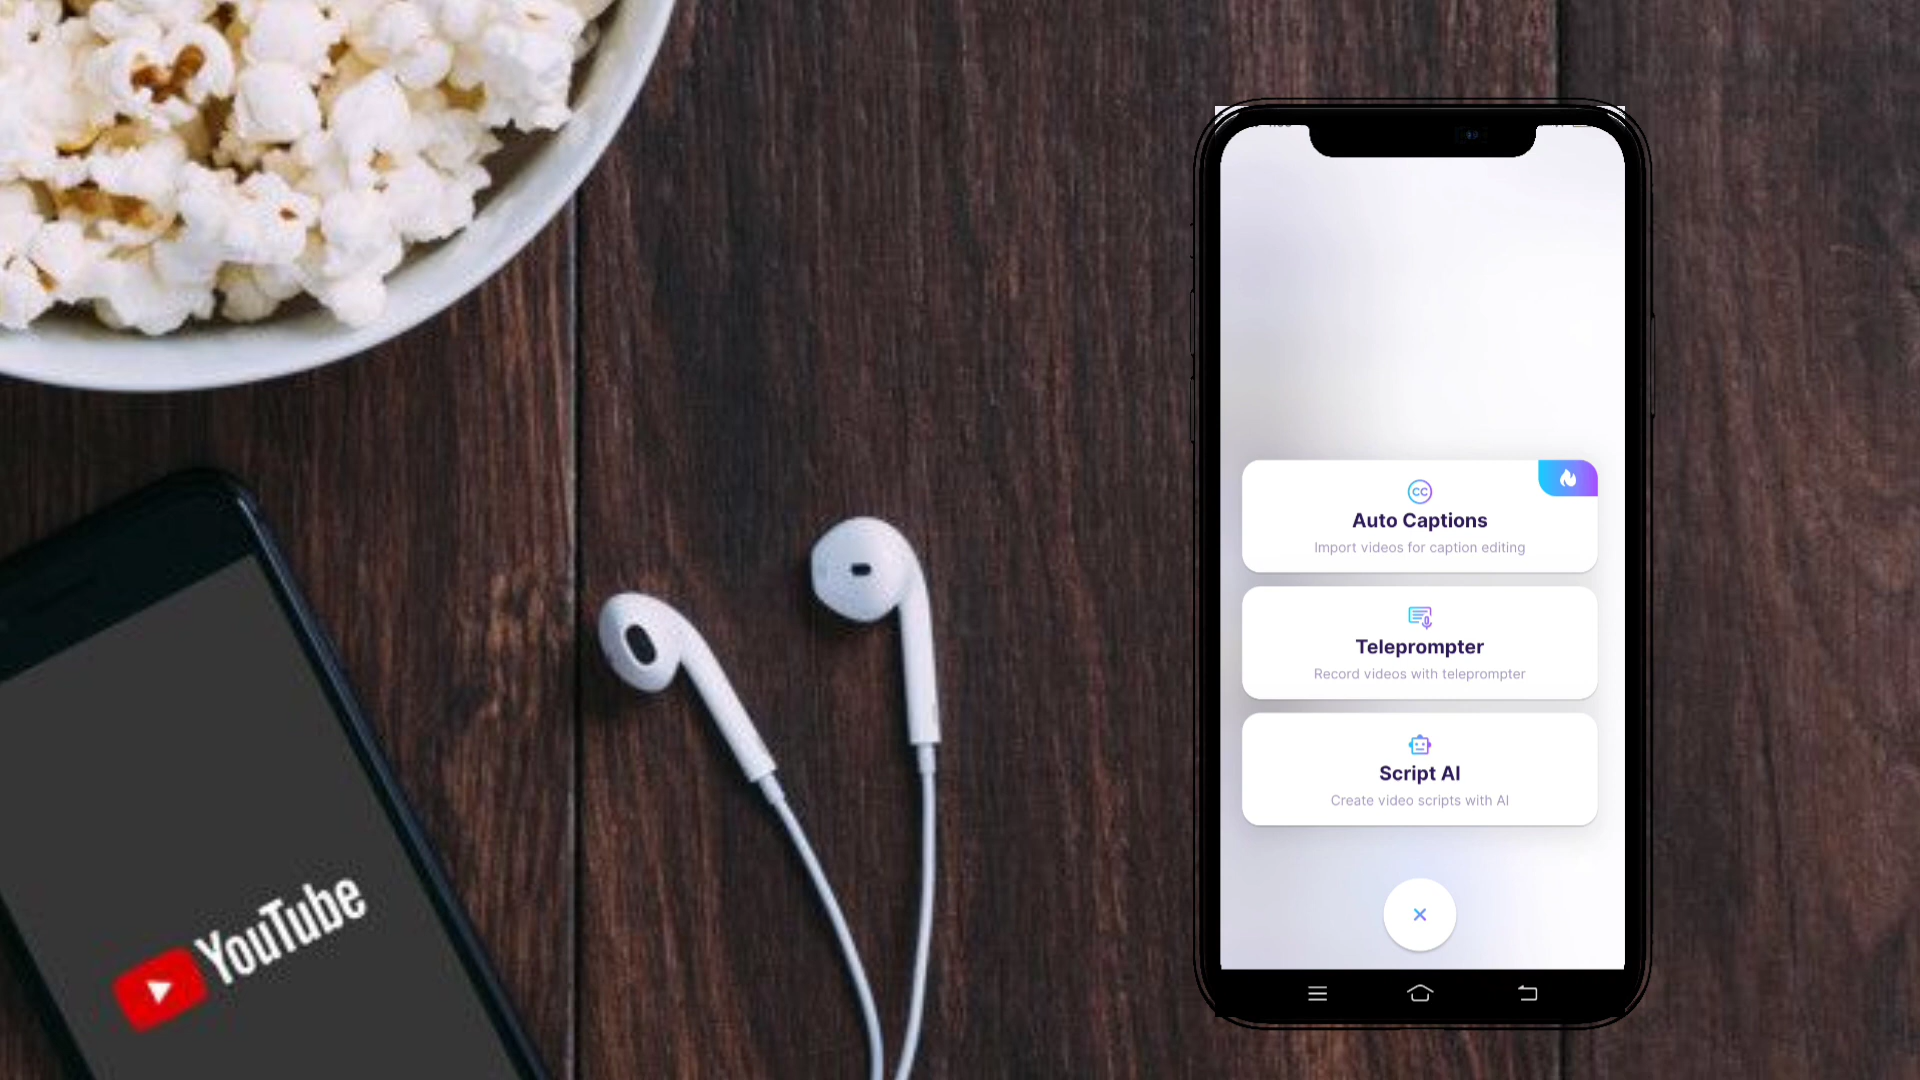 YouTube
CC
Auto Captions
Import videos for caption editing
Teleprompter
Record videos with teleprompter
Script AI
Create video scripts with AI